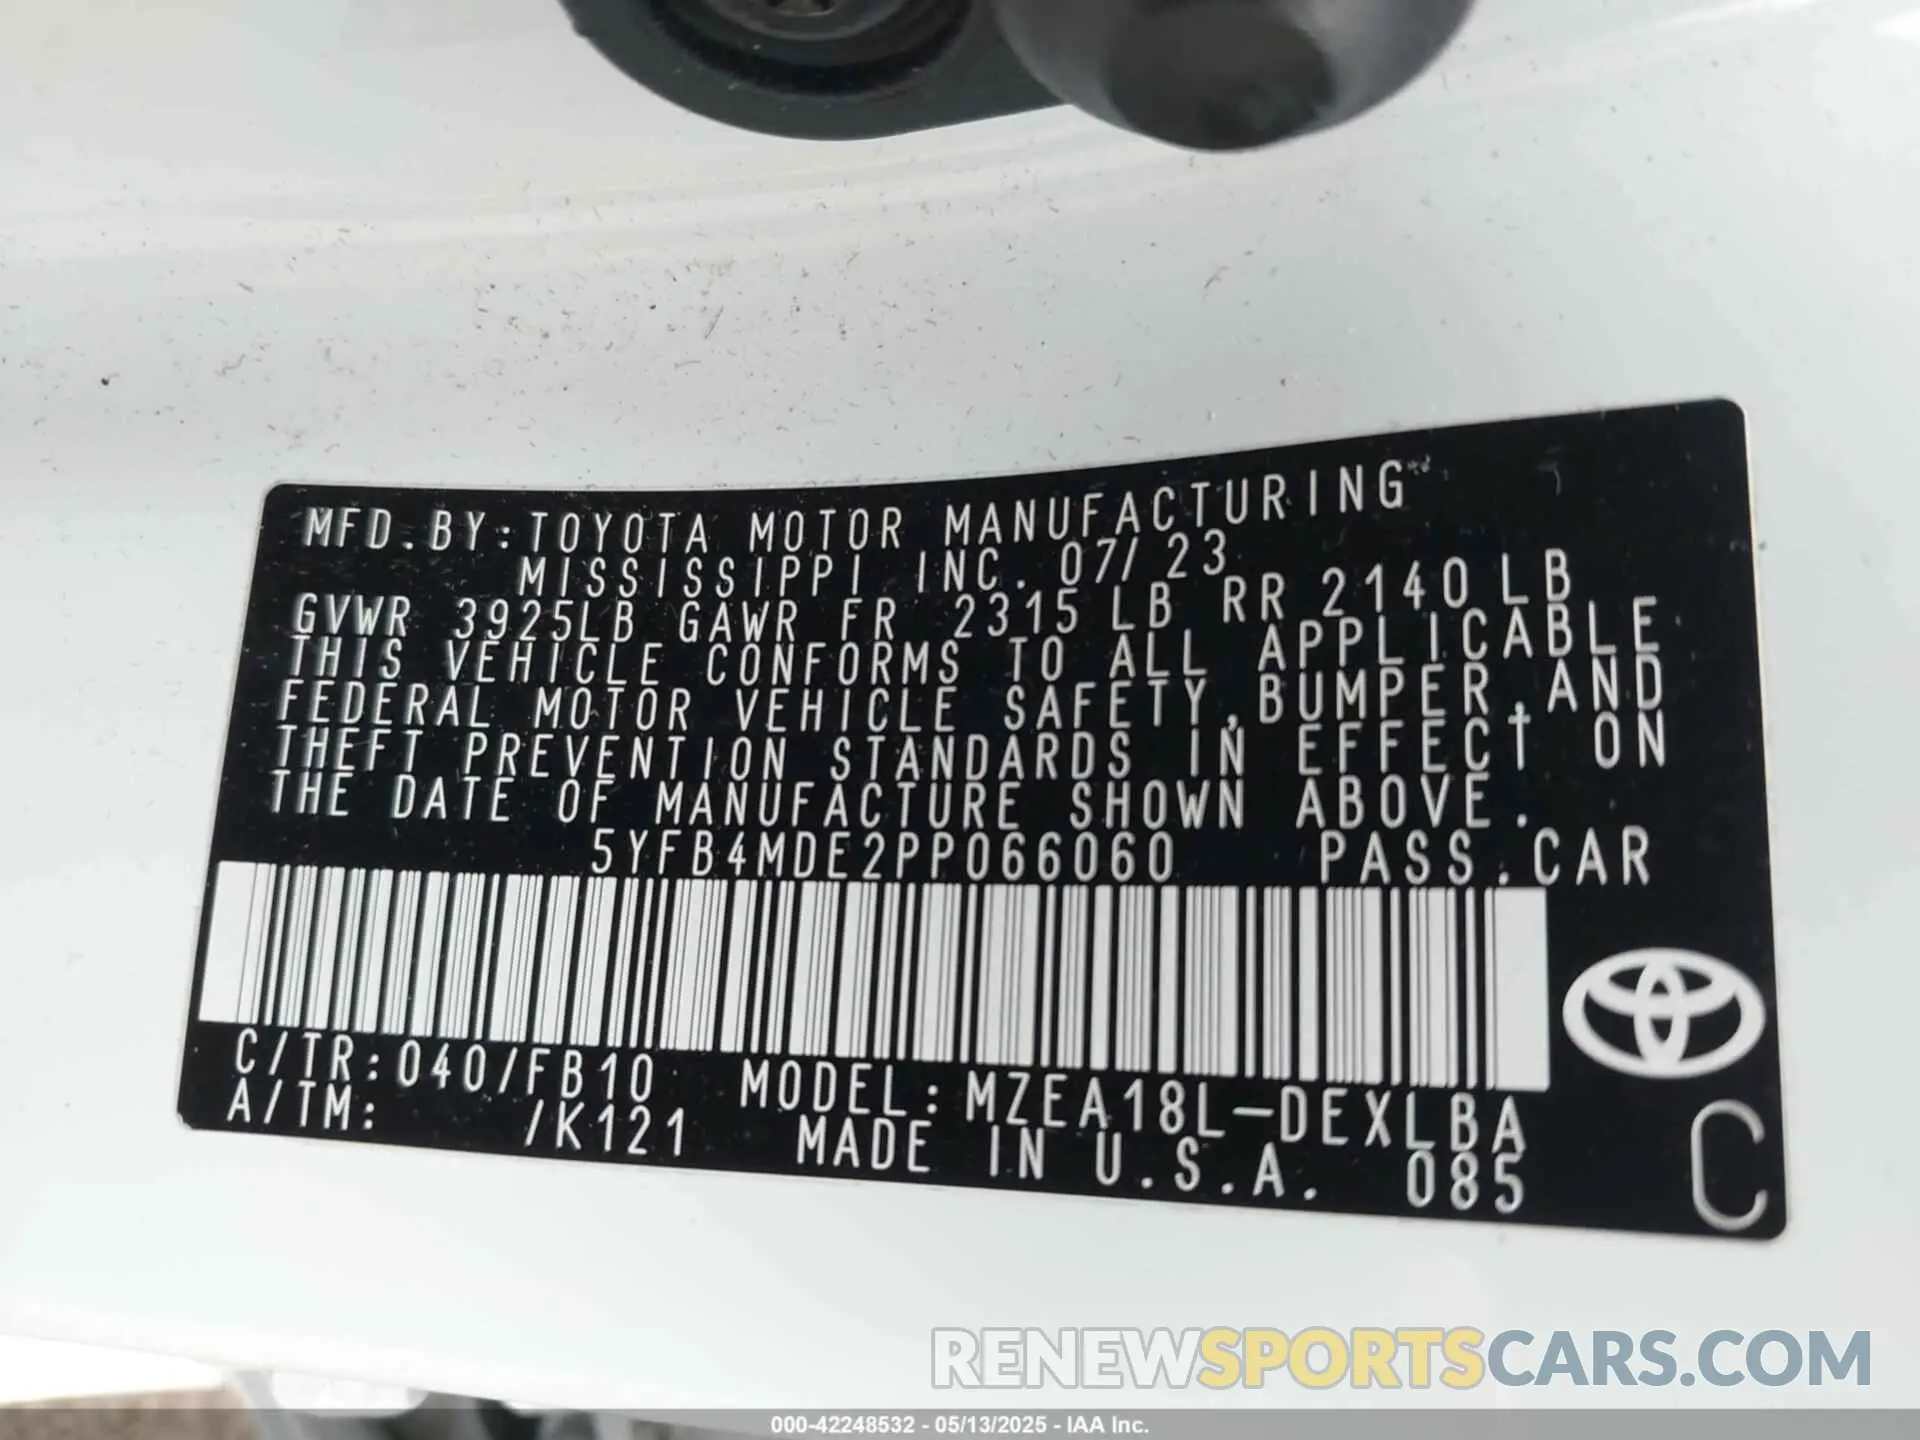 MFD.BY:TOYOTA MOTOR MANUFACTURING
MISSISSIPPI, INC. 07/23
GVWR 3925LB GAWR FR 2315LB RR 2140LB
THIS VEHICLE CONFORMS TO ALL APPLICABLE
FEDERAL MOTOR VEHICLE SAFETY,BUMPER,AND
THEFT PREVENTION STANDARDS IN EFFECT ON
THE DATE OF MANUFACTURE SHOWN ABOVE.
5YFB4MDE2PP066060 PASS.CAR
C/TR:040/FB10 MODEL:MZEA18L-DEXLBA
A/TM: /K121 MADE IN U.S.A. 085
C
RENEWSPORTSCARS.COM
000-42248532 - 05/13/2025 - IAA Inc.